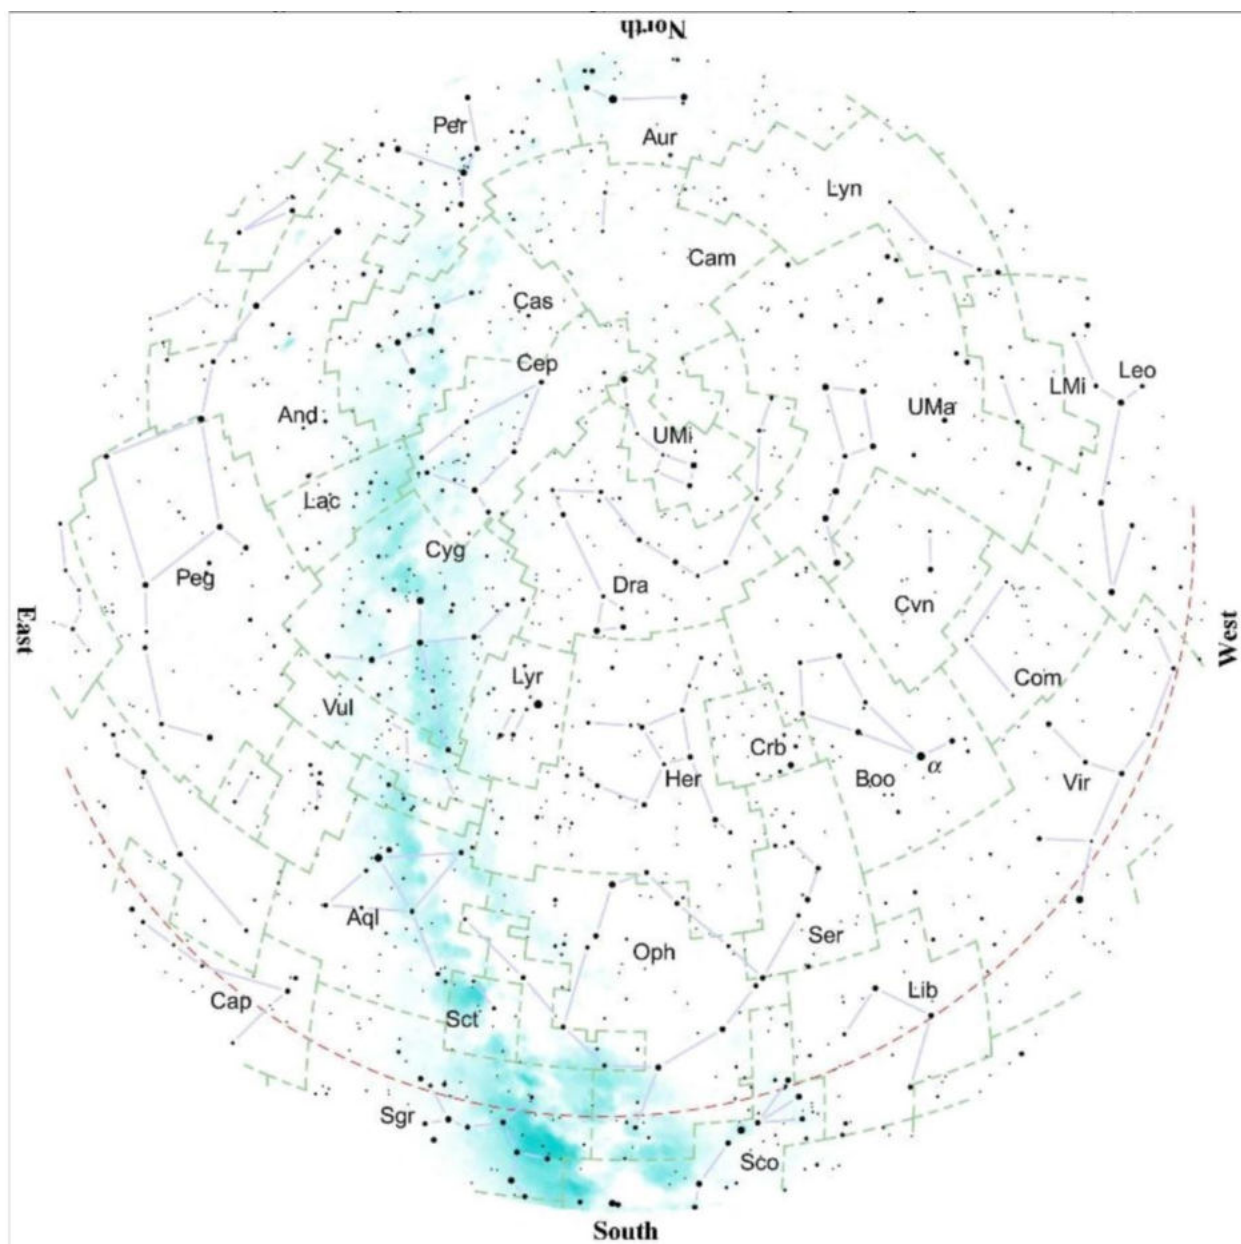 North
Per
Aur
Lyn
Cam
Cas
Cep
Leo
LMi
And
UMa
UMi
Lac
Cyg
Peg
Dra
Cvn
East
West
Lyr
Com
Vul
Crb
Her
Boo
α
Vir
Aql
Oph
Ser
Cap
Lib
Sct
Sgr
Sco
South